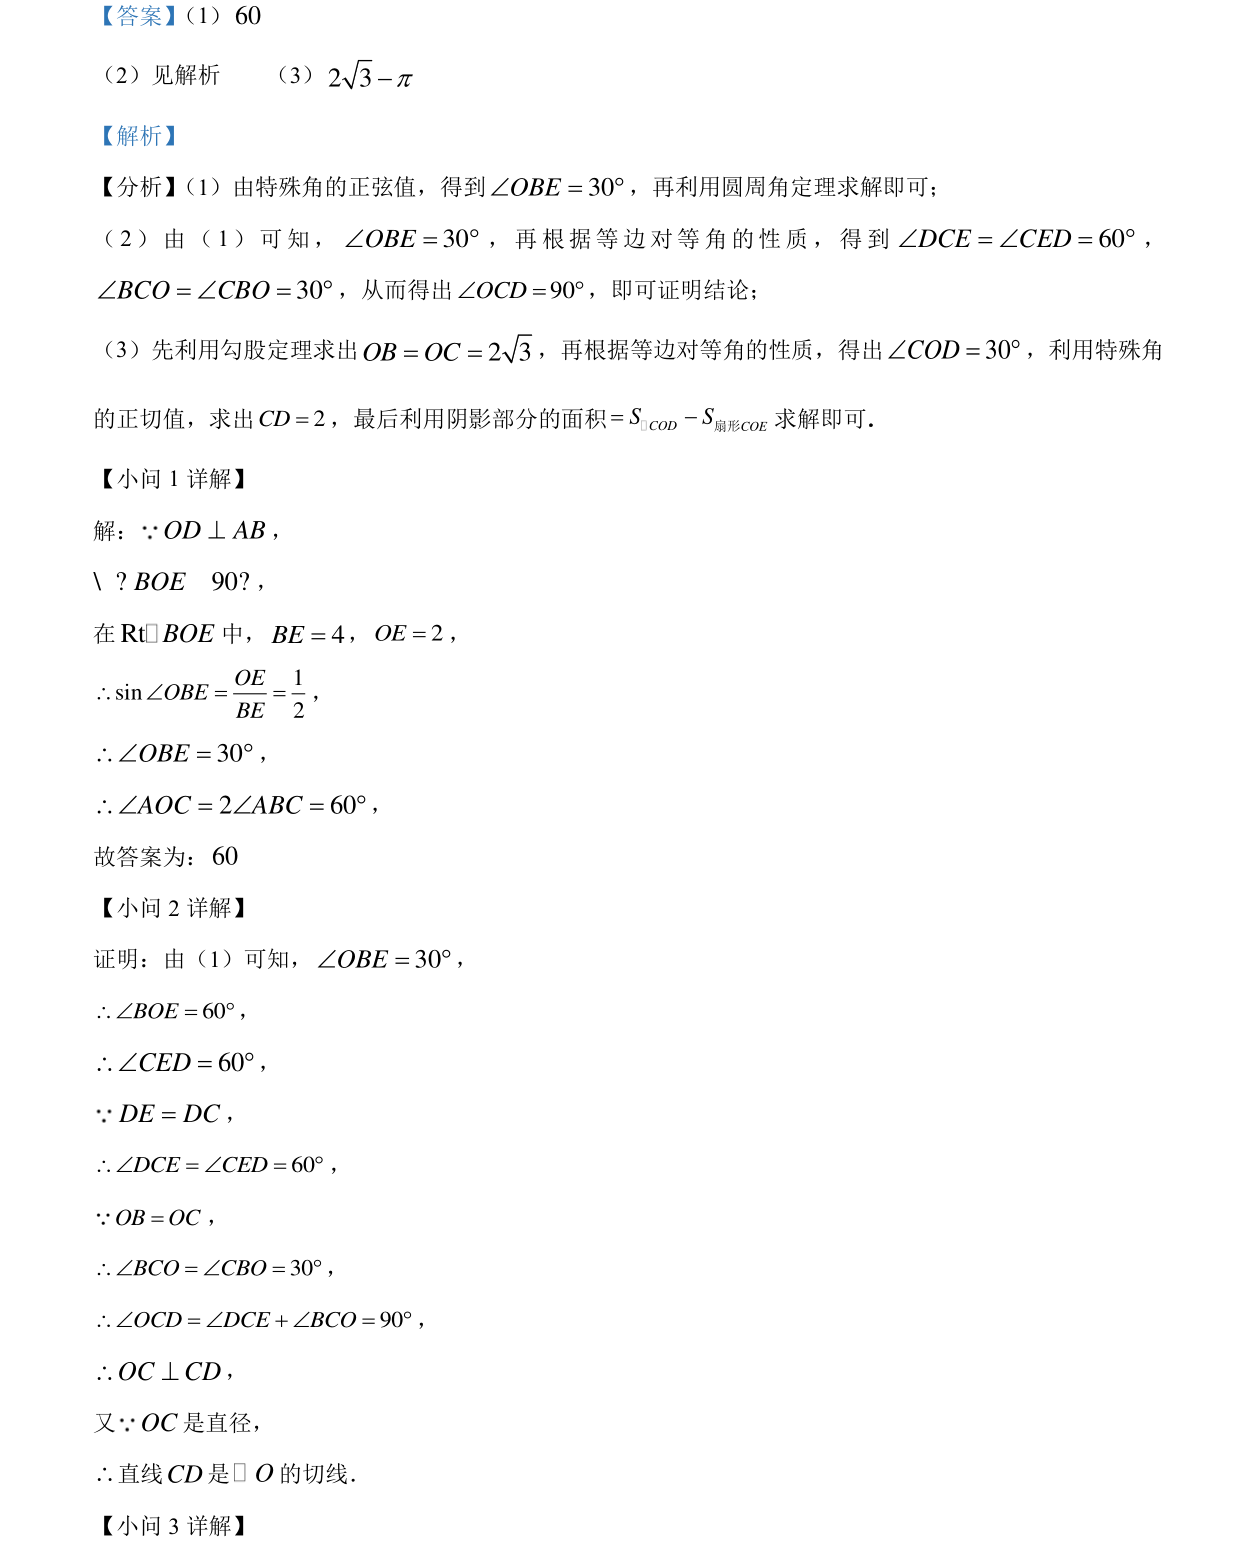 【答案】（1）60
（2）见解析　　（3）2√3−π
【解析】
【分析】（1）由特殊角的正弦值，得到∠OBE = 30°，再利用圆周角定理求解即可；
（2）由（1）可知，∠OBE = 30°，再根据等边对等角的性质，得到∠DCE = ∠CED = 60°，
∠BCO = ∠CBO = 30°，从而得出∠OCD = 90°，即可证明结论；
（3）先利用勾股定理求出OB = OC = 2√3，再根据等边对等角的性质，得出∠COD = 30°，利用特殊角
的正切值，求出CD = 2，最后利用阴影部分的面积= S▯COD − S扇形COE 求解即可．
【小问 1 详解】
解：∵OD ⊥ AB，
\ ? BOE 90?，
在Rt▯BOE 中，BE = 4，OE = 2，
∴sin∠OBE = OE/BE = 1/2，
∴∠OBE = 30°，
∴∠AOC = 2∠ABC = 60°，
故答案为：60
【小问 2 详解】
证明：由（1）可知，∠OBE = 30°，
∴∠BOE = 60°，
∴∠CED = 60°，
∵DE = DC，
∴∠DCE = ∠CED = 60°，
∵OB = OC，
∴∠BCO = ∠CBO = 30°，
∴∠OCD = ∠DCE + ∠BCO = 90°，
∴OC ⊥ CD，
又∵OC 是直径，
∴直线CD 是▯ O 的切线．
【小问 3 详解】